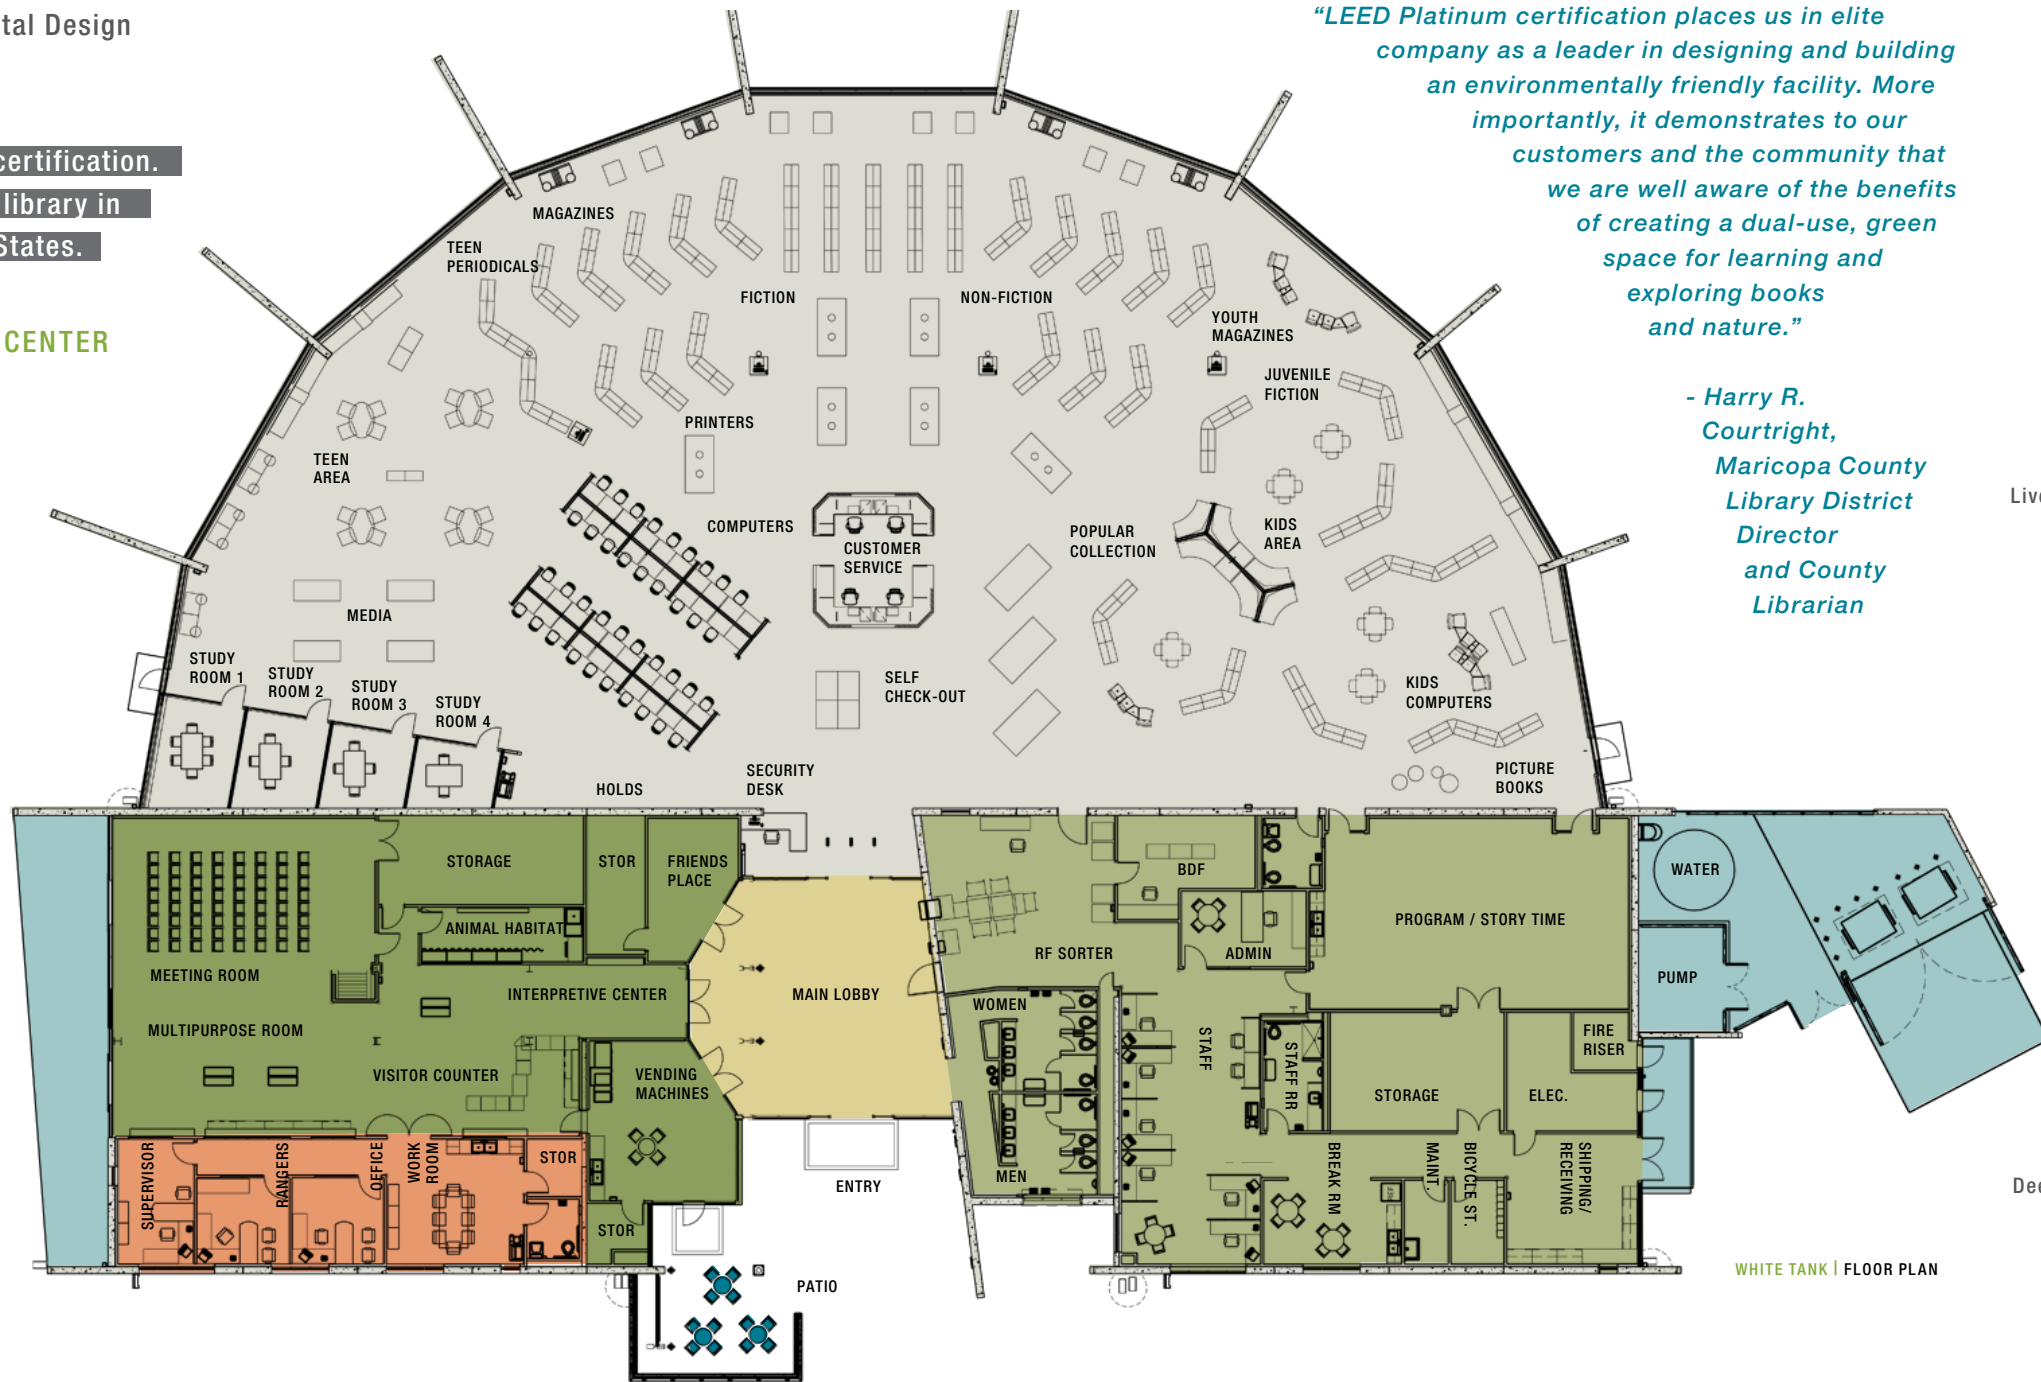 tal Design
certification.
library in
States.
CENTER
“LEED Platinum certification places us in elite
company as a leader in designing and building
an environmentally friendly facility. More
importantly, it demonstrates to our
customers and the community that
we are well aware of the benefits
of creating a dual-use, green
space for learning and
exploring books
and nature.”
- Harry R.
Courtright,
Maricopa County
Library District
Director
and County
Librarian
Live
Dec
MAGAZINES
TEEN
PERIODICALS
FICTION
NON-FICTION
YOUTH
MAGAZINES
JUVENILE
FICTION
PRINTERS
TEEN
AREA
COMPUTERS
CUSTOMER
SERVICE
POPULAR
COLLECTION
KIDS
AREA
MEDIA
STUDY
ROOM 1
STUDY
ROOM 2
STUDY
ROOM 3
STUDY
ROOM 4
SELF
CHECK-OUT
KIDS
COMPUTERS
HOLDS
SECURITY
DESK
PICTURE
BOOKS
STORAGE
STOR
FRIENDS
PLACE
BDF
WATER
ANIMAL HABITAT
PROGRAM / STORY TIME
MEETING ROOM
INTERPRETIVE CENTER
MAIN LOBBY
RF SORTER
ADMIN
PUMP
MULTIPURPOSE ROOM
WOMEN
STAFF
STAFF RR
FIRE
RISER
VISITOR COUNTER
VENDING
MACHINES
STORAGE
ELEC.
SUPERVISOR
RANGERS
OFFICE
WORK
ROOM
STOR
STOR
ENTRY
MEN
BREAK RM
MAINT.
BICYCLE ST.
SHIPPING/
RECEIVING
PATIO
WHITE TANK | FLOOR PLAN